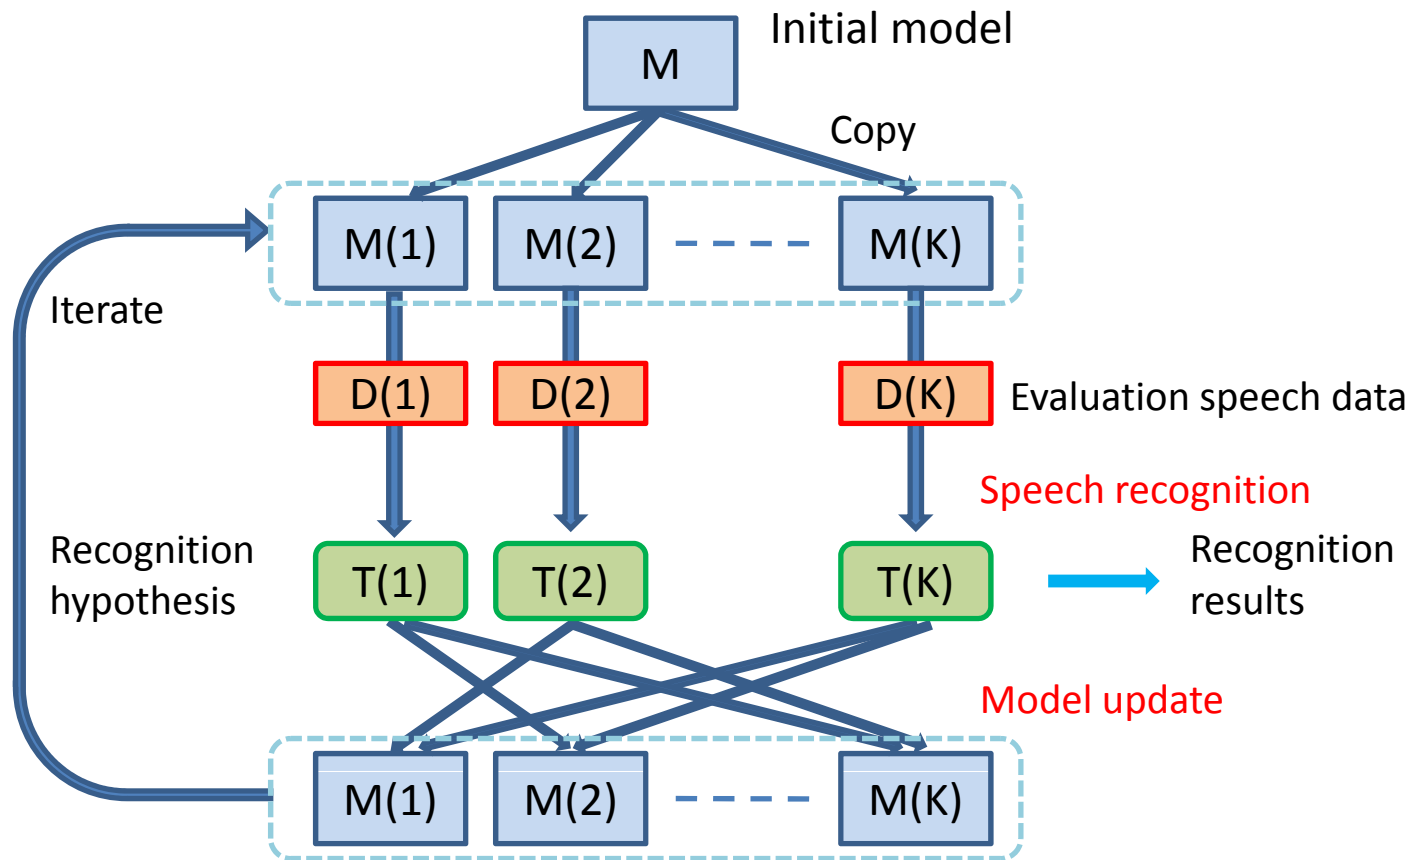 Initial model
M
Copy
M(1)
M(2)
M(K)
Iterate
D(1)
D(2)
D(K)
Evaluation speech data
Speech recognition
Recognition
hypothesis
T(1)
T(2)
T(K)
Recognition
results
Model update
M(1)
M(2)
M(K)